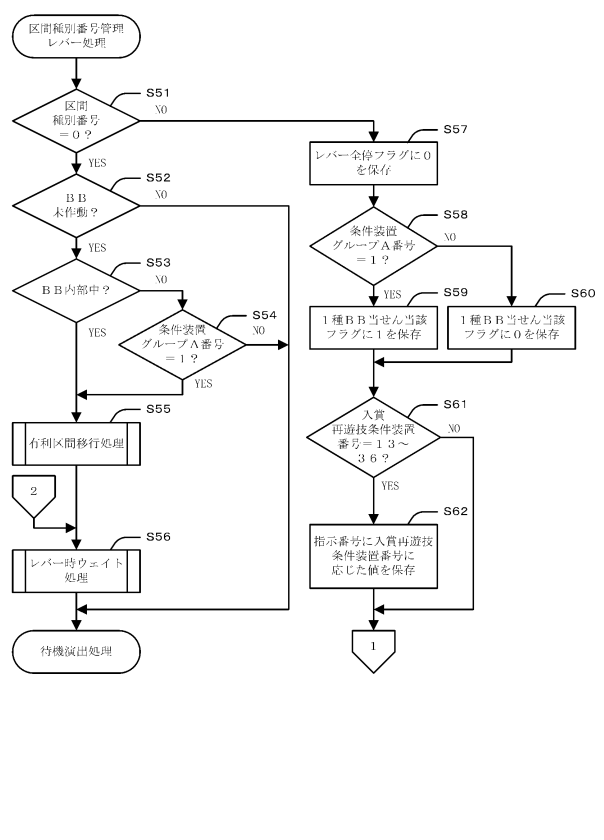 区間種別番号管理
レバー処理
S51
区間
種別番号
＝０？
NO
YES
S52
ＢＢ
未作動？
NO
YES
S53
ＢＢ内部中？
NO
YES
S54
条件装置
グループＡ番号
＝１？
NO
YES
S55
有利区間移行処理
2
S56
レバー時ウェイト
処理
待機演出処理
S57
レバー全停フラグに０
を保存
S58
条件装置
グループＡ番号
＝１？
NO
YES
S59
１種ＢＢ当せん当該
フラグに１を保存
S60
１種ＢＢ当せん当該
フラグに０を保存
S61
入賞
再遊技条件装置
番号＝１３～
３６？
NO
YES
S62
指示番号に入賞再遊技
条件装置番号に
応じた値を保存
1